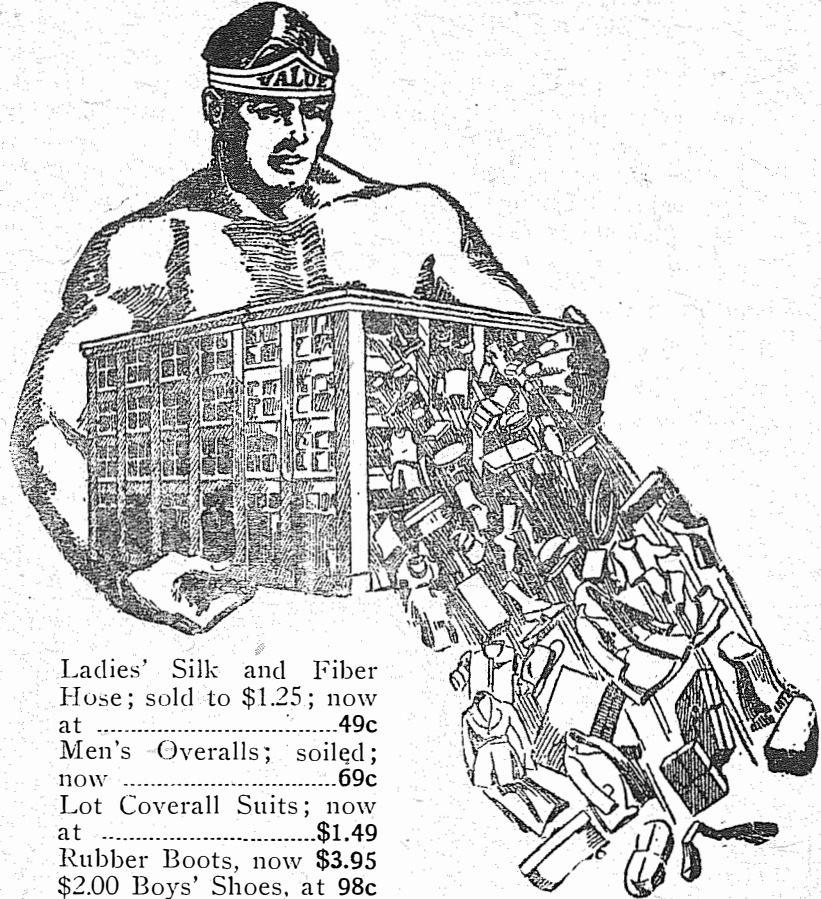 VALUE
Ladies' Silk and Fiber
Hose; sold to $1.25; now
at ........................................49c
Men's Overalls; soiled;
now ...................................69c
Lot Coverall Suits; now
at ....................................$1.49
Rubber Boots, now $3.95
$2.00 Boys' Shoes, at 98c